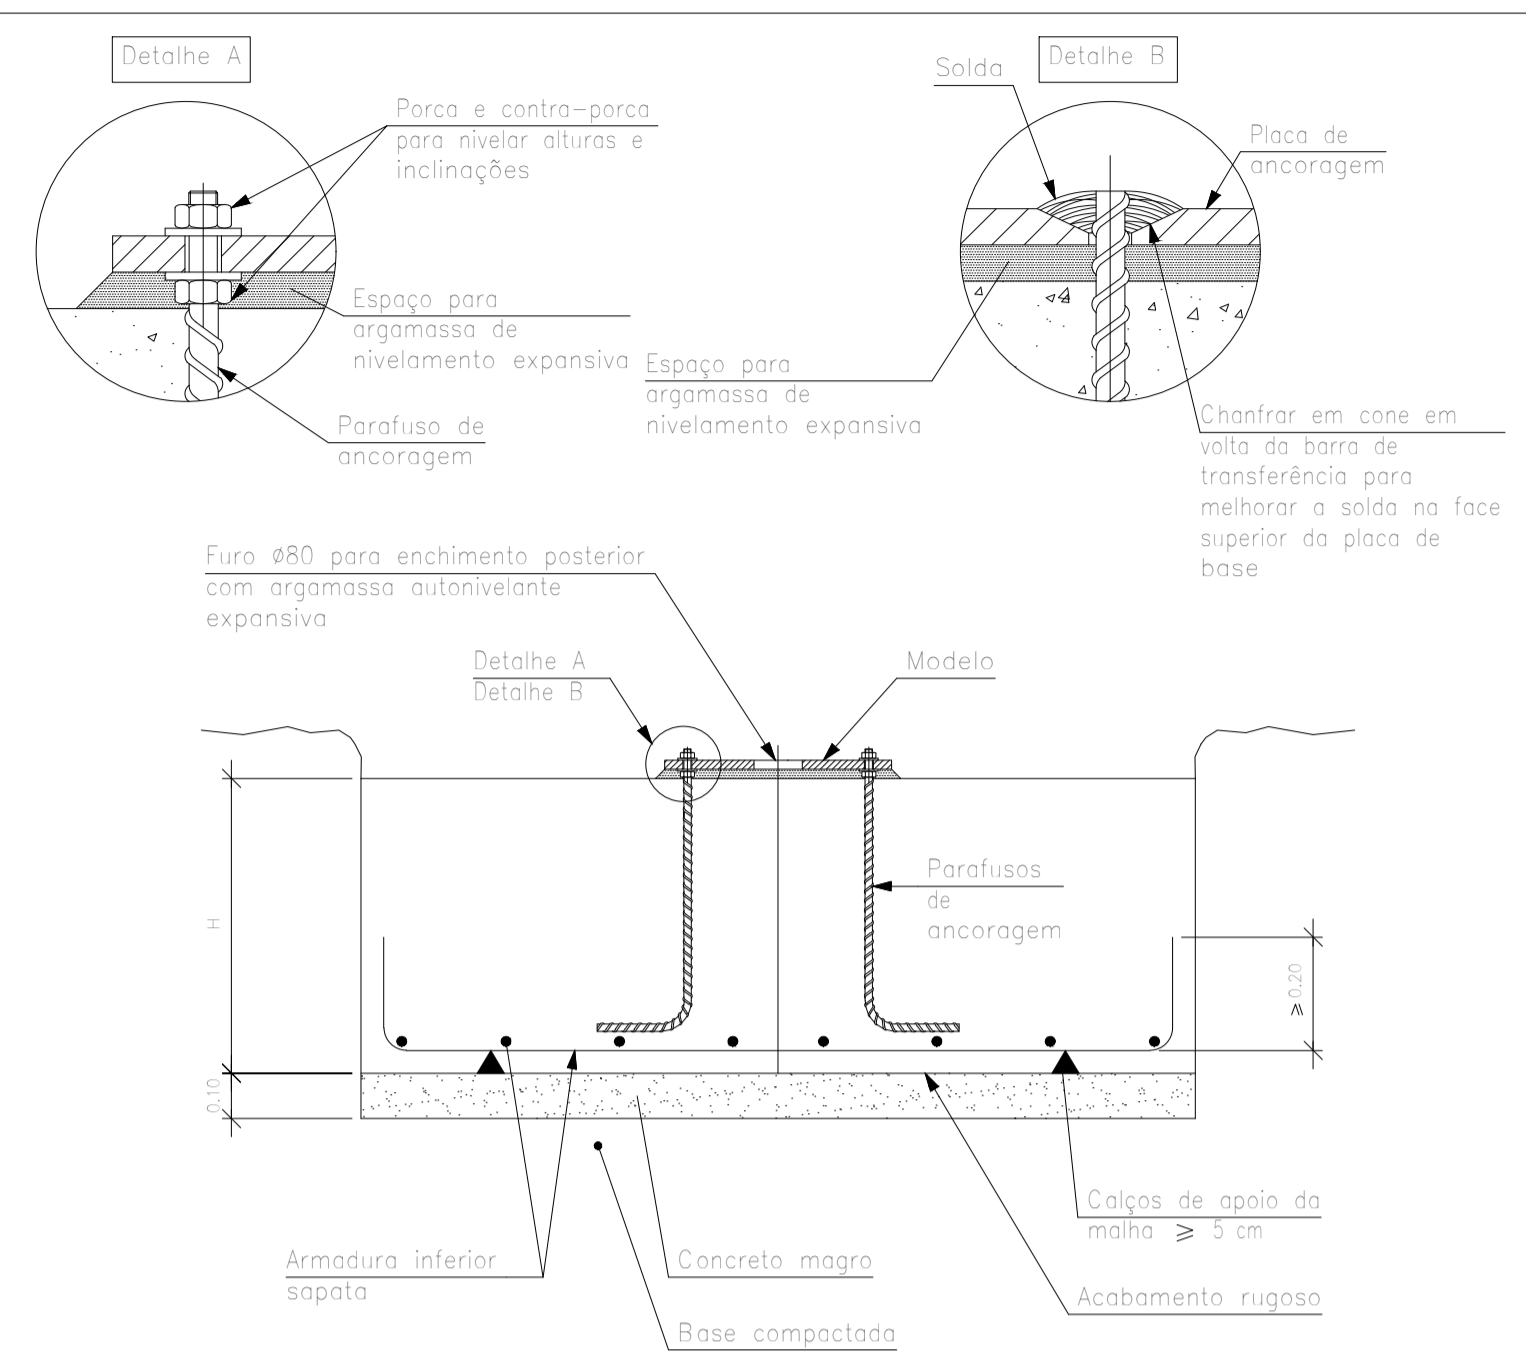 Detalhe A
Porca e contra-porca
para nivelar alturas e
inclinações
Espaço para
argamassa de
nivelamento expansiva
Parafuso de
ancoragem
Detalhe B
Solda
Placa de
ancoragem
Espaço para
argamassa de
nivelamento expansiva
Chanfrar em cone em
volta da barra de
transferência para
melhorar a solda na face
superior da placa de
base
Furo Ø80 para enchimento posterior
com argamassa autonivelante
expansiva
Detalhe A
Detalhe B
Modelo
Parafusos
de
ancoragem
H
≥0.20
0.10
Calços de apoio da
malha ≥ 5 cm
Armadura inferior
sapata
Concreto magro
Acabamento rugoso
Base compactada